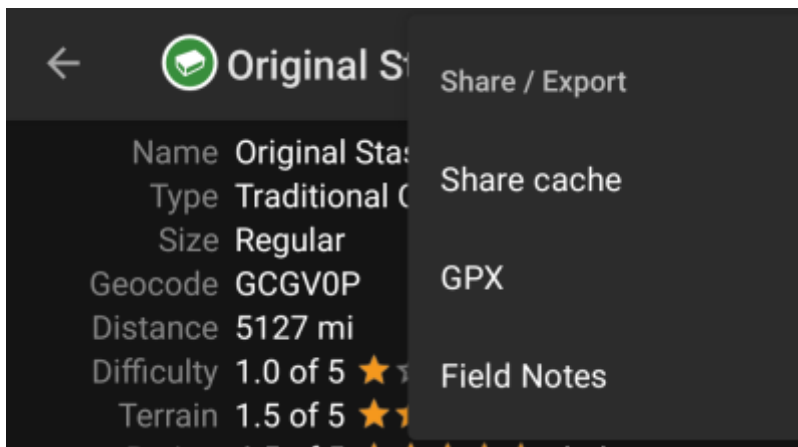 Original St
Share / Export
Name Original Stas
Share cache
Type Traditional C
Size Regular
GPX
Geocode GCGV0P
Distance 5127 mi
Difficulty 1.0 of 5
Field Notes
Terrain 1.5 of 5